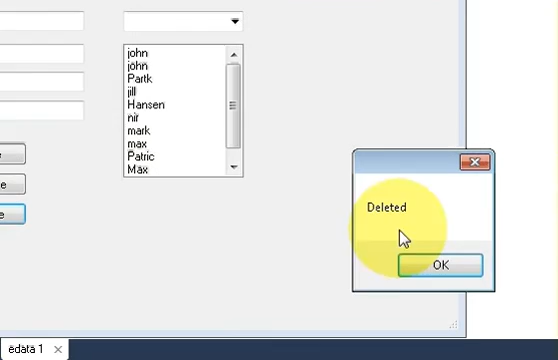 john
john
Partk
jill
Hansen
nir
mark
max
Patric
Max
Deleted
OK
e
e
e
edata 1